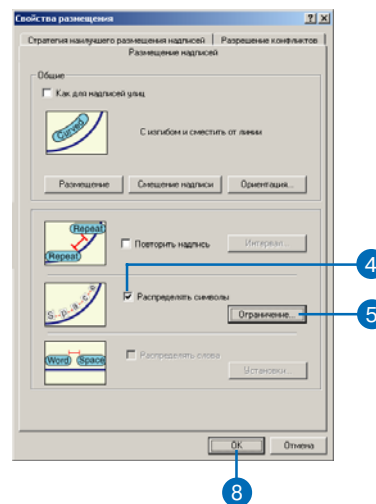 Свойства размещения
Стратегия наилучшего размещения надписей
Разрешение конфликтов
Размещение надписей
Общие
Как для надписей улиц
Curved
С изгибом и сместить от линии
Размещение
Смещение надписи
Ориентация...
Repeat
Repeat
Повторить надпись
Интервал...
4
S p a c e
Распределять символы
Ограничение...
5
Word Space
Распределять слова
Установки...
OK
Отмена
8